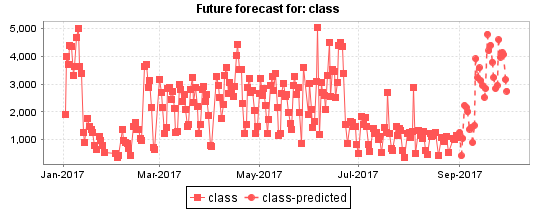 Future forecast for: class
5,000
4,000
3,000
2,000
1,000
Jan-2017 Mar-2017 May-2017 Jul-2017 Sep-2017
class class-predicted